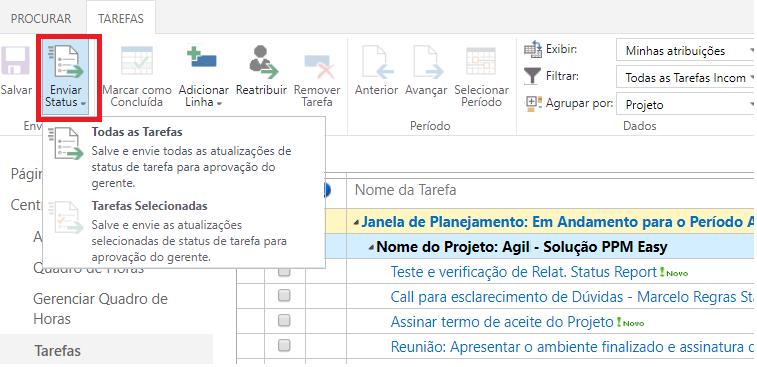 PROCURAR
TAREFAS
Salvar
Enviar
Status
Marcar como
Concluída
Adicionar
Linha
Reatribuir
Remover
Tarefa
Anterior
Avançar
Selecionar
Período
Exibir:
Minhas atribuições
Filtrar:
Todas as Tarefas Incom
Agrupar por:
Projeto
Período
Dados
Todas as Tarefas
Salve e envie todas as atualizações de
status de tarefa para aprovação do
gerente.
Tarefas Selecionadas
Salve e envie as atualizações
selecionadas de status de tarefa para
aprovação do gerente.
Nome da Tarefa
Janela de Planejamento: Em Andamento para o Período A
Nome do Projeto: Agil - Solução PPM Easy
Teste e verificação de Relat. Status Report Novo
Call para esclarecimento de Dúvidas - Marcelo Regras Sta
Assinar termo de aceite do Projeto Novo
Reunião: Apresentar o ambiente finalizado e assinatura d
Quadro de Horas
Gerenciar Quadro de
Horas
Tarefas